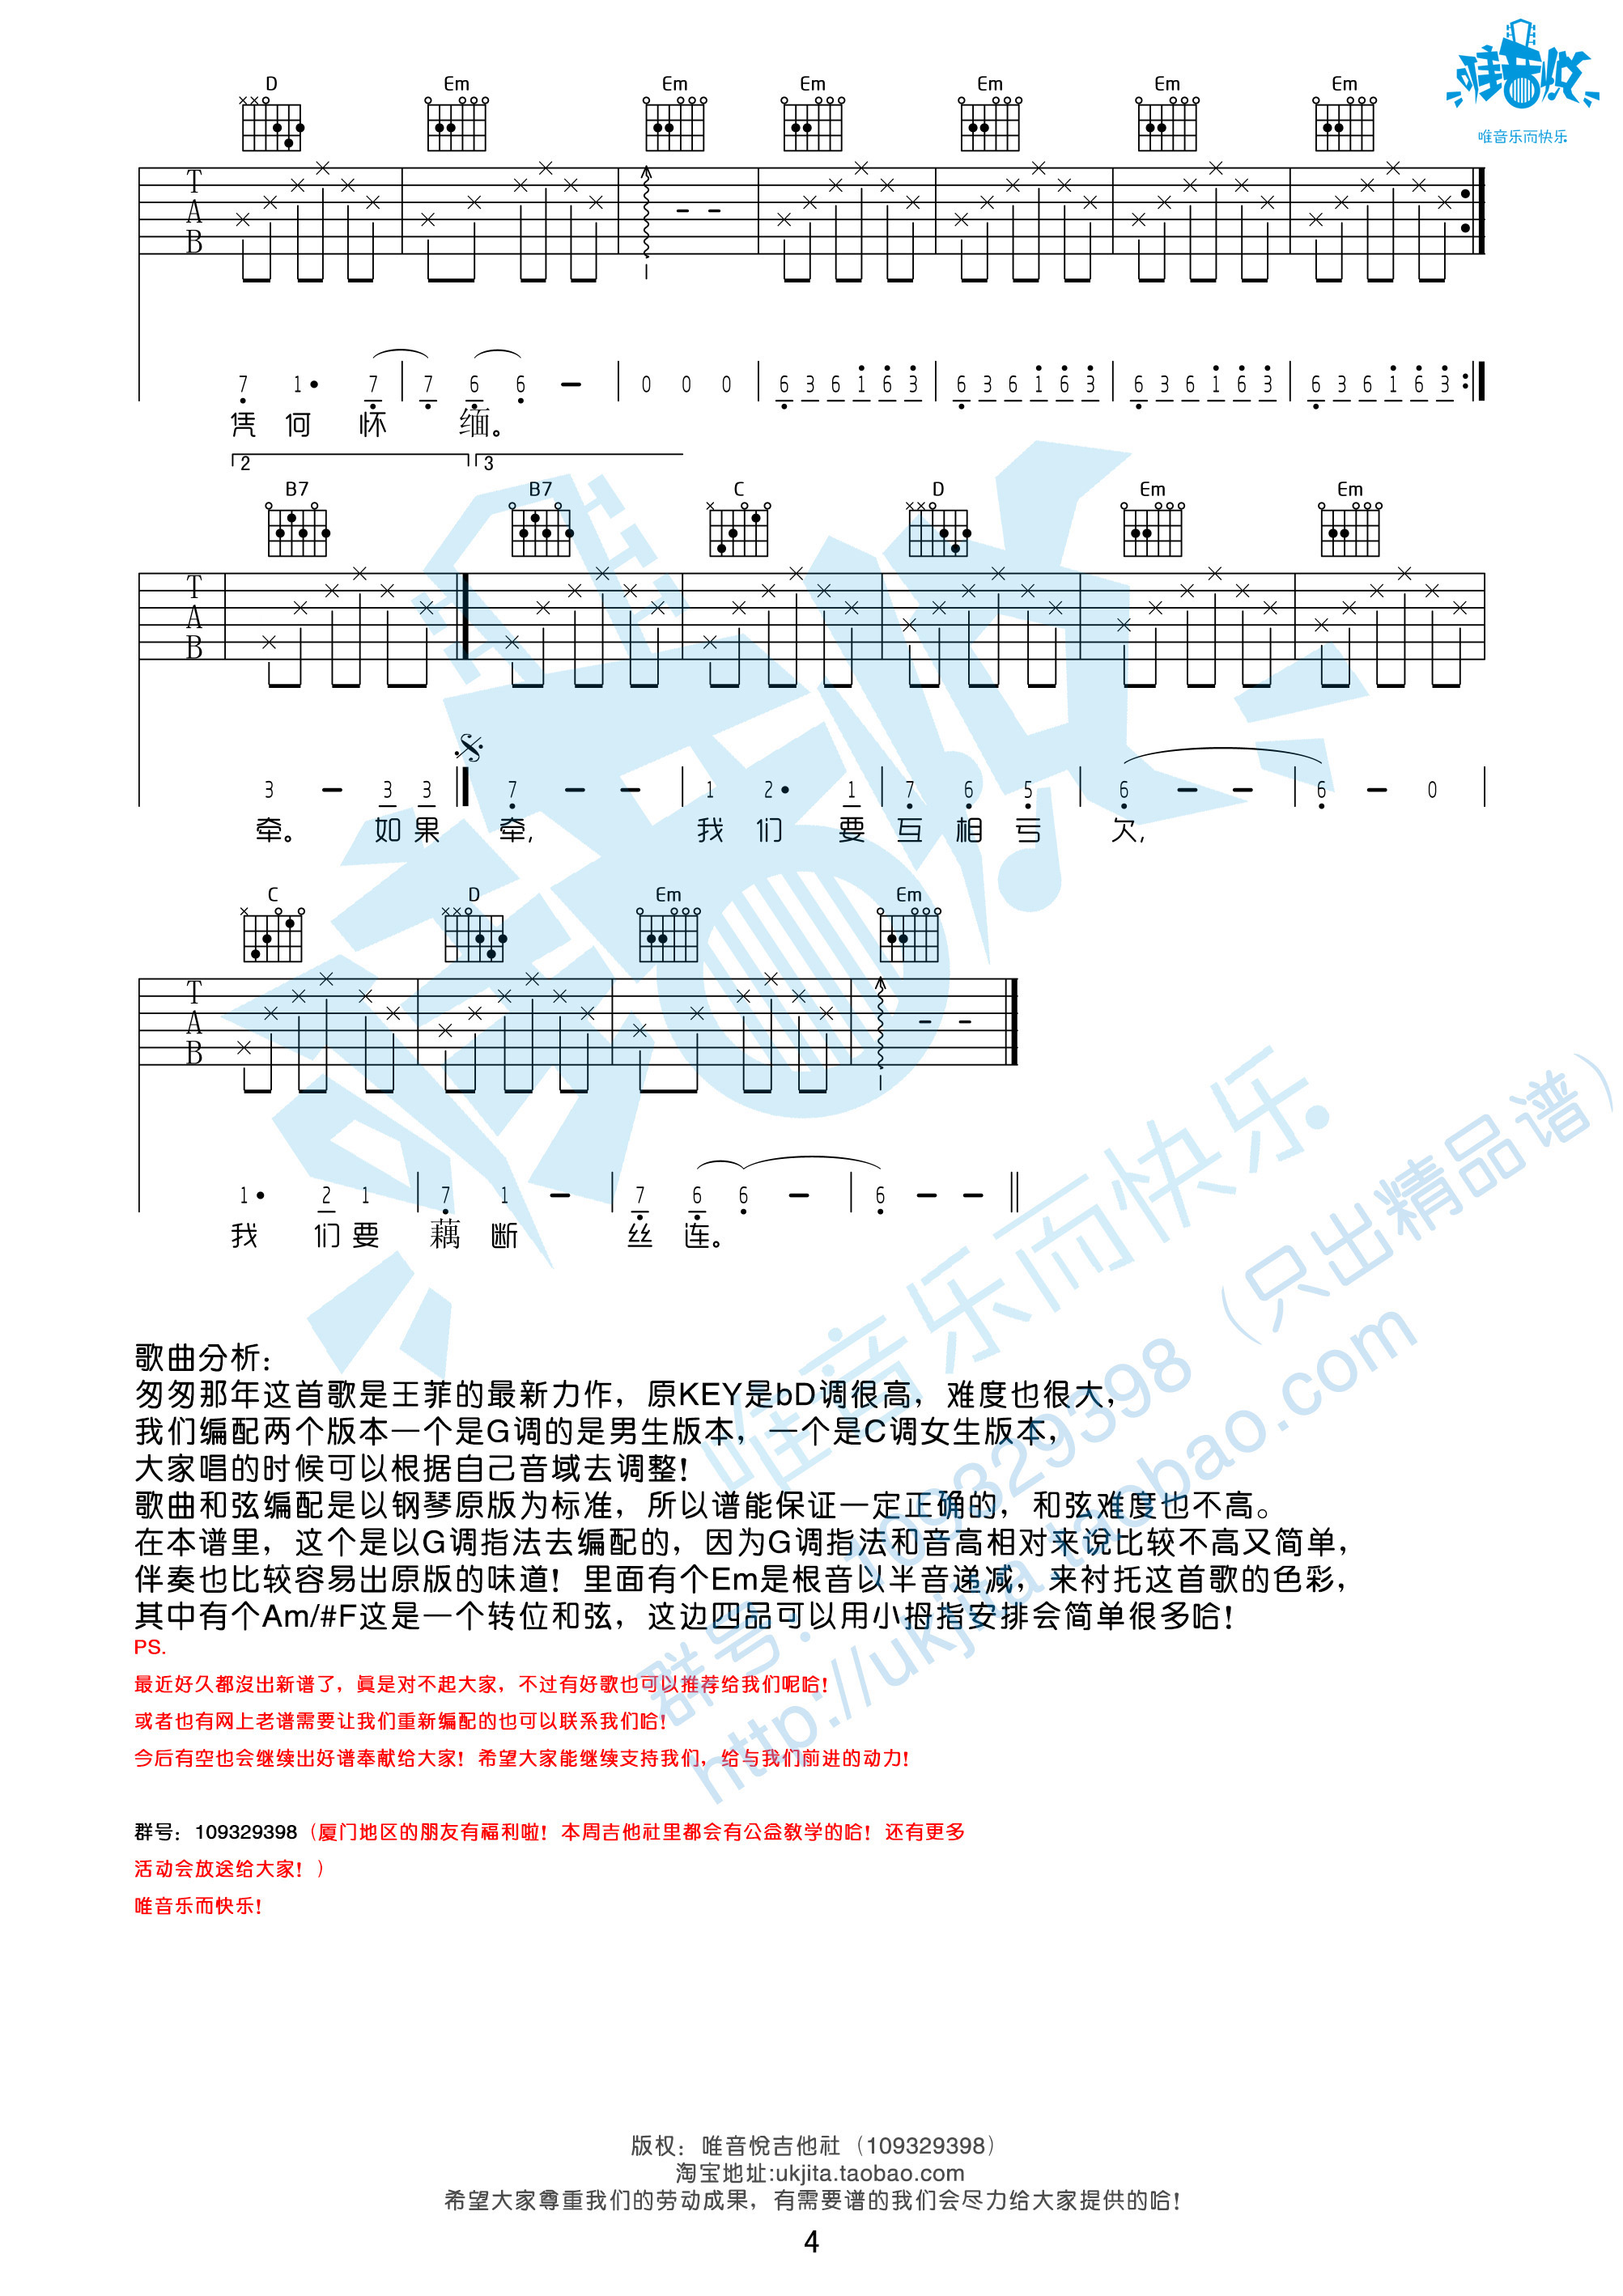 唯音悦
唯音乐而快乐
D Em Em Em Em Em Em
T
A
B
7 1• 7 7 6 6 – 0 0 0 6 3 6 1 6 3 6 3 6 1 6 3 6 3 6 1 6 3 6 3 6 1 6 3
凭 何 怀 缅。
2 3
B7 B7 C D Em Em
T
A
B
3 – 3 3 7 – – 1 2• 1 7 6 5 6 – – 6 – 0
牵。 如 果 牵, 我 们 要 互 相 亏 欠,
C D Em Em
T
A
B
1• 2 1 7 1 – 7 6 6 – 6 – –
我 们 要 藕 断 丝 连。
歌曲分析：
匆匆那年这首歌是王菲的最新力作，原KEY是bD调很高，难度也很大，
我们编配两个版本一个是G调的是男生版本，一个是C调女生版本，
大家唱的时候可以根据自己音域去调整！
歌曲和弦编配是以钢琴原版为标准，所以谱能保证一定正确的，和弦难度也不高。
在本谱里，这个是以G调指法去编配的，因为G调指法和音高相对来说比较不高又简单，
伴奏也比较容易出原版的味道！里面有个Em是根音以半音递减，来衬托这首歌的色彩，
其中有个Am/#F这是一个转位和弦，这边四品可以用小拇指安排会简单很多哈！
PS.
最近好久都沒出新谱了，真是对不起大家，不过有好歌也可以推荐给我们呢哈！
或者也有网上老谱需要让我们重新编配的也可以联系我们哈！
今后有空也会继续出好谱奉献给大家！希望大家能继续支持我们，给与我们前进的动力！
群号：109329398（厦门地区的朋友有福利啦！本周吉他社里都会有公益教学的哈！还有更多
活动会放送给大家！）
唯音乐而快乐！
唯音悦
唯音乐而快乐
群号：109329398（只出精品谱）
http://ukjita.taobao.com
版权：唯音悦吉他社（109329398）
淘宝地址:ukjita.taobao.com
希望大家尊重我们的劳动成果，有需要谱的我们会尽力给大家提供的哈！
4